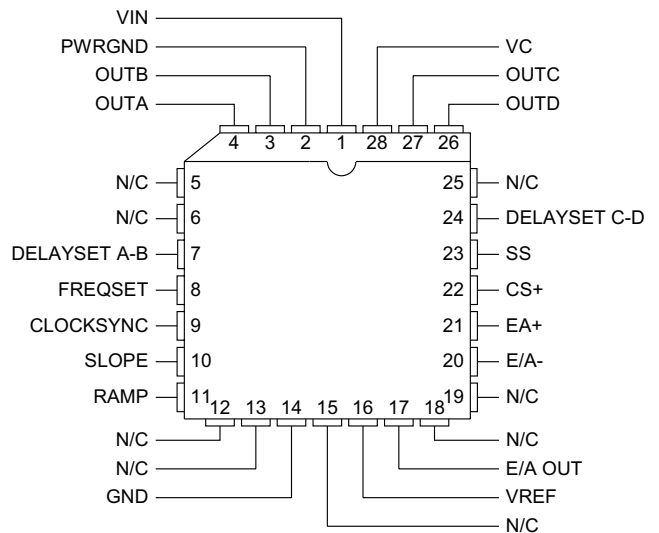 VIN
PWRGND
VC
OUTB
OUTC
OUTA
OUTD
4 3 2 1 28 27 26
N/C 5 25 N/C
N/C 6 24 DELAYSET C-D
DELAYSET A-B 7 23 SS
FREQSET 8 22 CS+
CLOCKSYNC 9 21 EA+
SLOPE 10 20 E/A-
RAMP 11 19 N/C
12 13 14 15 16 17 18
N/C
N/C
N/C
E/A OUT
GND
VREF
N/C